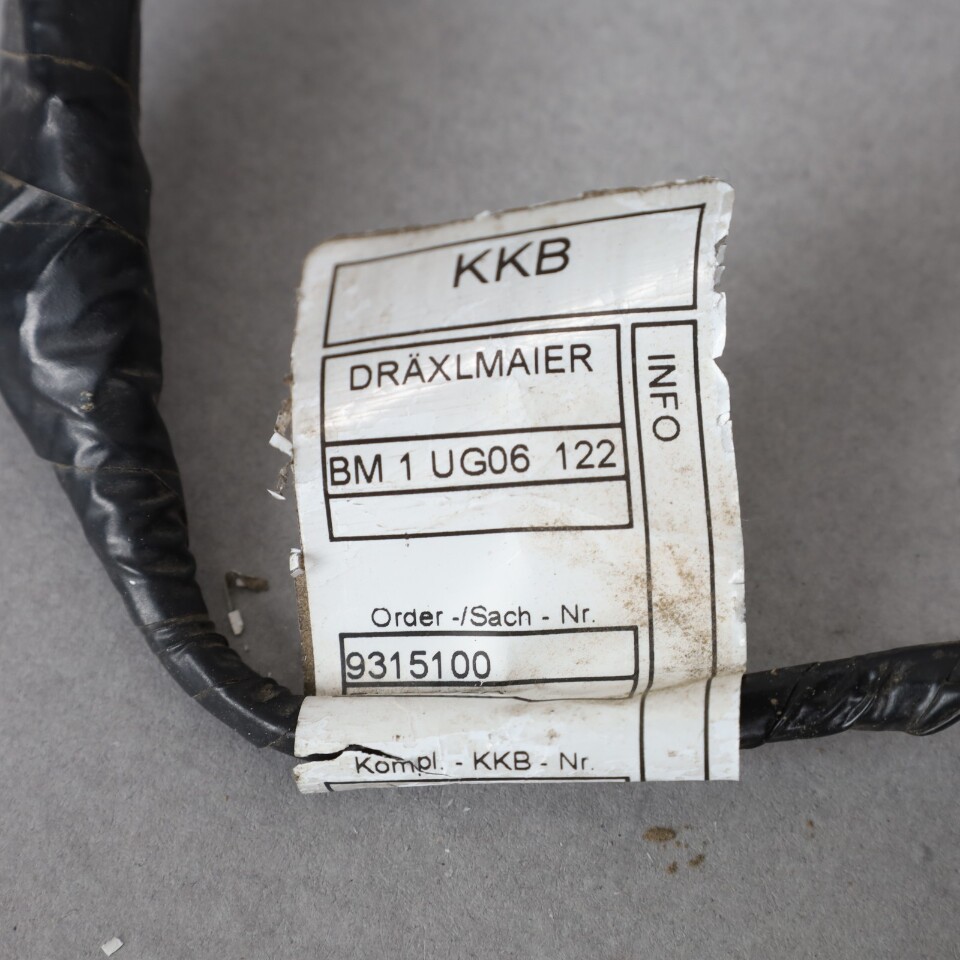 KKB
DRÄXLMAIER
INFO
BM 1 UG06 122
Order -/Sach - Nr.
9315100
Kompl. - KKB - Nr.